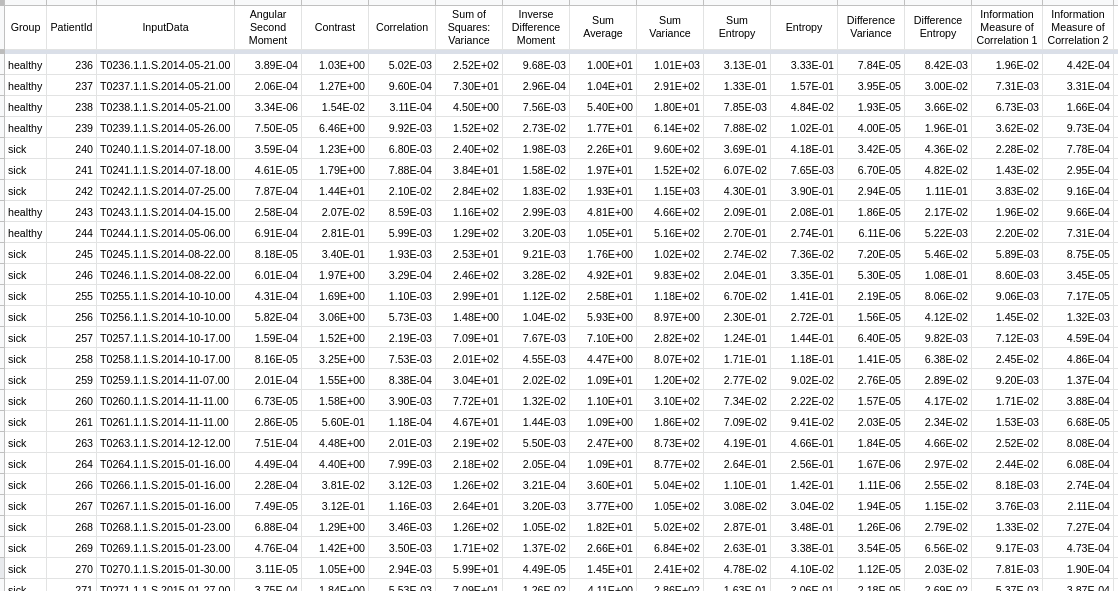 Group PatientId InputData Angular Second Moment Contrast Correlation Sum of Squares: Variance Inverse Difference Moment Sum Average Sum Variance Sum Entropy Entropy Difference Variance Difference Entropy Information Measure of Correlation 1 Information Measure of Correlation 2
healthy 236 T0236.1.1.S.2014-05-21.00 3.89E-04 1.03E+00 5.02E-03 2.52E+02 9.68E-03 1.00E+01 1.01E+03 3.13E-01 3.33E-01 7.84E-05 8.42E-03 1.96E-02 4.42E-04
healthy 237 T0237.1.1.S.2014-05-21.00 2.06E-04 1.27E+00 9.60E-04 7.30E+01 2.96E-04 1.04E+01 2.91E+02 1.33E-01 1.57E-01 3.95E-05 3.00E-02 7.31E-03 3.31E-04
healthy 238 T0238.1.1.S.2014-05-21.00 3.34E-06 1.54E-02 3.11E-04 4.50E+00 7.56E-03 5.40E+00 1.80E+01 7.85E-03 4.84E-02 1.93E-05 3.66E-02 6.73E-03 1.66E-04
healthy 239 T0239.1.1.S.2014-05-26.00 7.50E-05 6.46E+00 9.92E-03 1.52E+02 2.73E-02 1.77E+01 6.14E+02 7.88E-02 1.02E-01 4.00E-05 1.96E-01 3.62E-02 9.73E-04
sick 240 T0240.1.1.S.2014-07-18.00 3.59E-04 1.23E+00 6.80E-03 2.40E+02 1.98E-03 2.26E+01 9.60E+02 3.69E-01 4.18E-01 3.42E-05 4.36E-02 2.28E-02 7.78E-04
sick 241 T0241.1.1.S.2014-07-18.00 4.61E-05 1.79E+00 7.88E-04 3.84E+01 1.58E-02 1.97E+01 1.52E+02 6.07E-02 7.65E-03 6.70E-05 4.82E-02 1.43E-02 2.95E-04
sick 242 T0242.1.1.S.2014-07-25.00 7.87E-04 1.44E+01 2.10E-02 2.84E+02 1.83E-02 1.93E+01 1.15E+03 4.30E-01 3.90E-01 2.94E-05 1.11E-01 3.83E-02 9.16E-04
healthy 243 T0243.1.1.S.2014-04-15.00 2.58E-04 2.07E-02 8.59E-03 1.16E+02 2.99E-03 4.81E+00 4.66E+02 2.09E-01 2.08E-01 1.86E-05 2.17E-02 1.96E-02 9.66E-04
healthy 244 T0244.1.1.S.2014-05-06.00 6.91E-04 2.81E-01 5.99E-03 1.29E+02 3.20E-03 1.05E+01 5.16E+02 2.70E-01 2.74E-01 6.11E-06 5.22E-03 2.20E-02 7.31E-04
sick 245 T0245.1.1.S.2014-08-22.00 8.18E-05 3.40E-01 1.93E-03 2.53E+01 9.21E-03 1.76E+00 1.02E+02 2.74E-02 7.36E-02 7.20E-05 5.46E-02 5.89E-03 8.75E-05
sick 246 T0246.1.1.S.2014-08-22.00 6.01E-04 1.97E+00 3.29E-04 2.46E+02 3.28E-02 4.92E+01 9.83E+02 2.04E-01 3.35E-01 5.30E-05 1.08E-01 8.60E-03 3.45E-05
sick 255 T0255.1.1.S.2014-10-10.00 4.31E-04 1.69E+00 1.10E-03 2.99E+01 1.12E-02 2.58E+01 1.18E+02 6.70E-02 1.41E-01 2.19E-05 8.06E-02 9.06E-03 7.17E-05
sick 256 T0256.1.1.S.2014-10-10.00 5.82E-04 3.06E+00 5.73E-03 1.48E+00 1.04E-02 5.93E+00 8.97E+00 2.30E-01 2.72E-01 1.56E-05 4.12E-02 1.45E-02 1.32E-03
sick 257 T0257.1.1.S.2014-10-17.00 1.59E-04 1.52E+00 2.19E-03 7.09E+01 7.67E-03 7.10E+00 2.82E+02 1.24E-01 1.44E-01 6.40E-05 9.82E-03 7.12E-03 4.59E-04
sick 258 T0258.1.1.S.2014-10-17.00 8.16E-05 3.25E+00 7.53E-03 2.01E+02 4.55E-03 4.47E+00 8.07E+02 1.71E-01 1.18E-01 1.41E-05 6.38E-02 2.45E-02 4.86E-04
sick 259 T0259.1.1.S.2014-11-07.00 2.01E-04 1.55E+00 8.38E-04 3.04E+01 2.02E-02 1.09E+01 1.20E+02 2.77E-02 9.02E-02 2.76E-05 2.89E-02 9.20E-03 1.37E-04
sick 260 T0260.1.1.S.2014-11-11.00 6.73E-05 1.58E+00 3.90E-03 7.72E+01 1.32E-02 1.10E+01 3.10E+02 7.34E-02 2.22E-02 1.57E-05 4.17E-02 1.71E-02 3.88E-04
sick 261 T0261.1.1.S.2014-11-11.00 2.86E-05 5.60E-01 1.18E-04 4.67E+01 1.44E-03 1.09E+00 1.86E+02 7.09E-02 9.41E-02 2.03E-05 2.34E-02 1.53E-03 6.68E-05
sick 263 T0263.1.1.S.2014-12-12.00 7.51E-04 4.48E+00 2.01E-03 2.19E+02 5.50E-03 2.47E+00 8.73E+02 4.19E-01 4.66E-01 1.84E-05 4.66E-02 2.52E-02 8.08E-04
sick 264 T0264.1.1.S.2015-01-16.00 4.49E-04 4.40E+00 7.99E-03 2.18E+02 2.05E-04 1.09E+01 8.77E+02 2.64E-01 2.56E-01 1.67E-06 2.97E-02 2.44E-02 6.08E-04
sick 266 T0266.1.1.S.2015-01-16.00 2.28E-04 3.81E-02 3.12E-03 1.26E+02 3.21E-04 3.60E+01 5.04E+02 1.10E-01 1.42E-01 1.11E-06 2.55E-02 8.18E-03 2.74E-04
sick 267 T0267.1.1.S.2015-01-16.00 7.49E-05 3.12E-01 1.16E-03 2.64E+01 3.20E-03 3.77E+00 1.05E+02 3.08E-02 3.04E-02 1.94E-05 1.15E-02 3.76E-03 2.11E-04
sick 268 T0268.1.1.S.2015-01-23.00 6.88E-04 1.29E+00 3.46E-03 1.26E+02 1.05E-02 1.82E+01 5.02E+02 2.87E-01 3.48E-01 1.26E-06 2.79E-02 1.33E-02 7.27E-04
sick 269 T0269.1.1.S.2015-01-23.00 4.76E-04 1.42E+00 3.50E-03 1.71E+02 1.37E-02 2.66E+01 6.84E+02 2.63E-01 3.38E-01 3.54E-05 6.56E-02 9.17E-03 4.73E-04
sick 270 T0270.1.1.S.2015-01-30.00 3.11E-05 1.05E+00 2.94E-03 5.99E+01 4.49E-05 1.45E+01 2.41E+02 4.78E-02 4.10E-02 1.12E-05 2.03E-02 7.81E-03 1.90E-04
sick 271 T0271.1.1.S.2015-01-27.00 3.75E-04 1.84E+00 5.53E-03 7.09E+01 1.26E-02 4.11E+00 2.86E+02 1.63E-01 2.06E-01 2.18E-05 2.69E-02 5.37E-03 3.87E-04